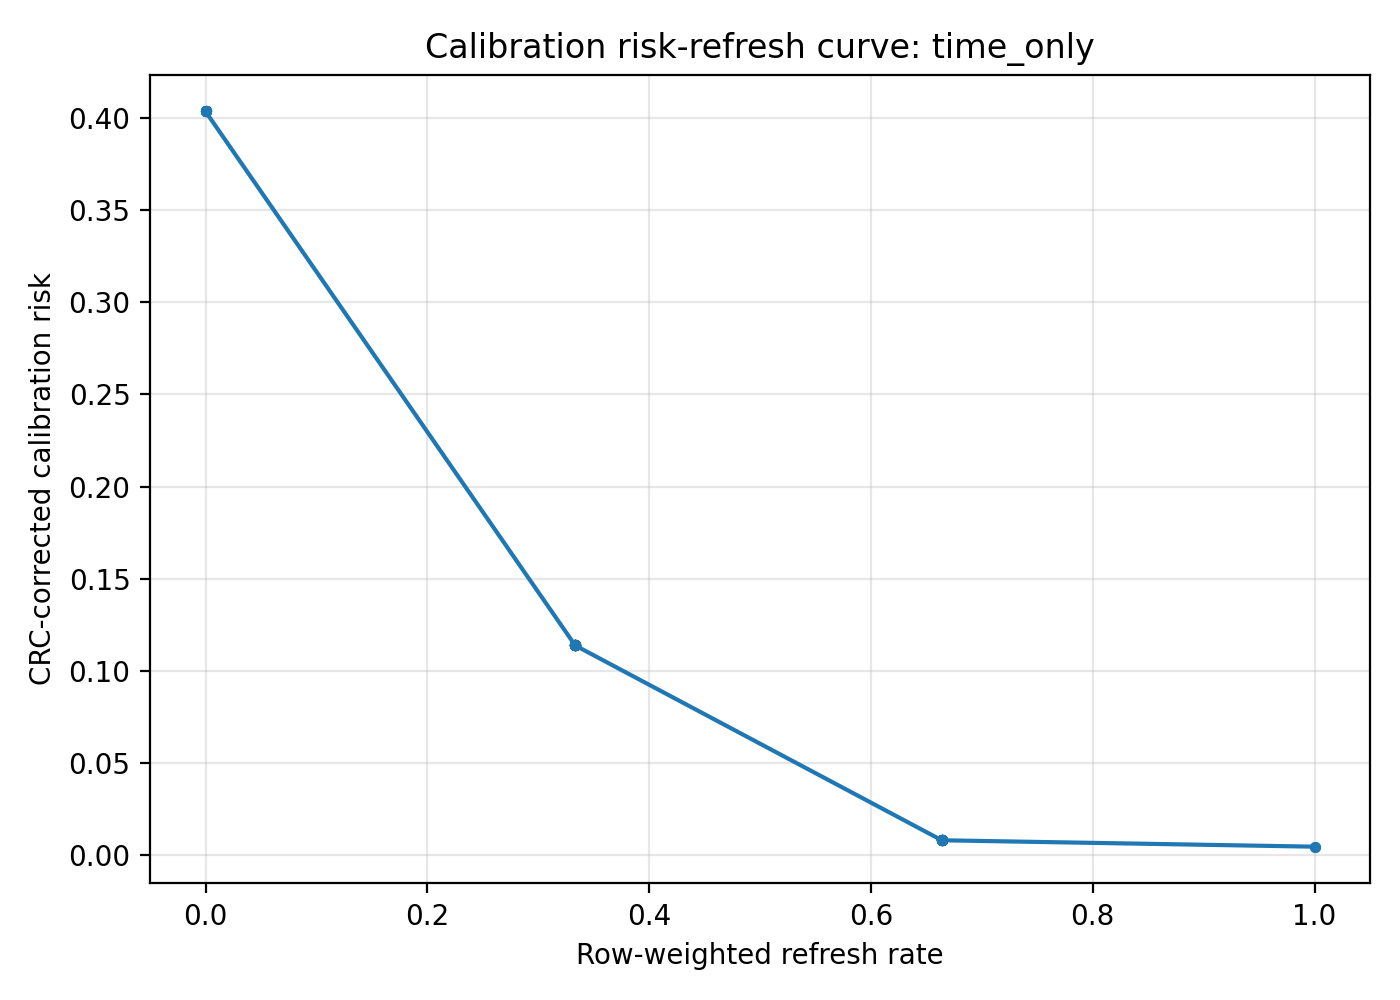 Calibration risk-refresh curve: time_only
CRC-corrected calibration risk
0.40
0.35
0.30
0.25
0.20
0.15
0.10
0.05
0.00
0.0 0.2 0.4 0.6 0.8 1.0
Row-weighted refresh rate